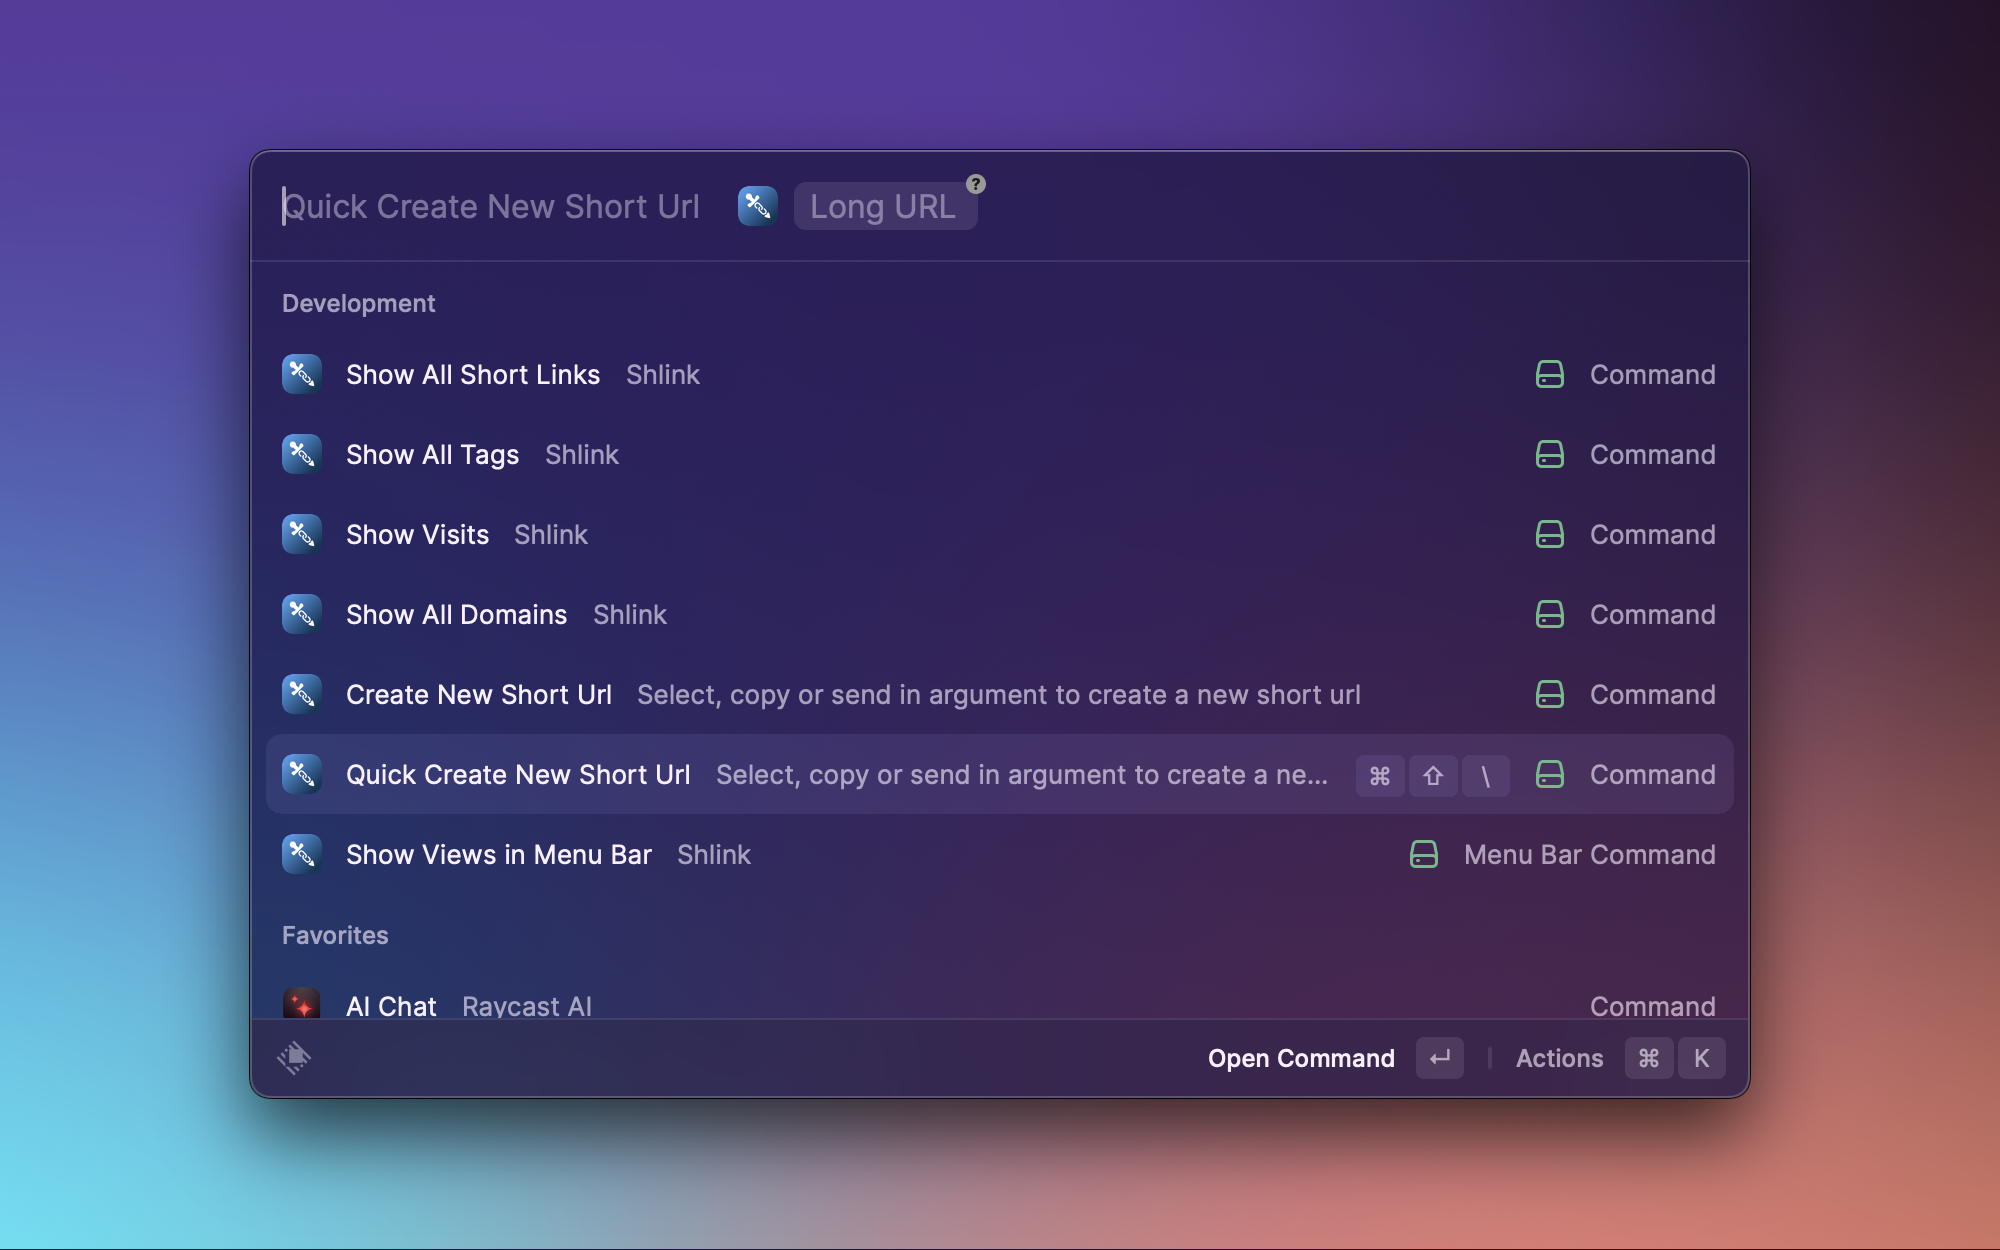 Quick Create New Short Url Long URL ?
Development
Show All Short Links Shlink Command
Show All Tags Shlink Command
Show Visits Shlink Command
Show All Domains Shlink Command
Create New Short Url Select, copy or send in argument to create a new short url Command
Quick Create New Short Url Select, copy or send in argument to create a ne... ⌘ ⇧ \ Command
Show Views in Menu Bar Shlink Menu Bar Command
Favorites
AI Chat Raycast AI Command
Open Command ↵ Actions ⌘ K